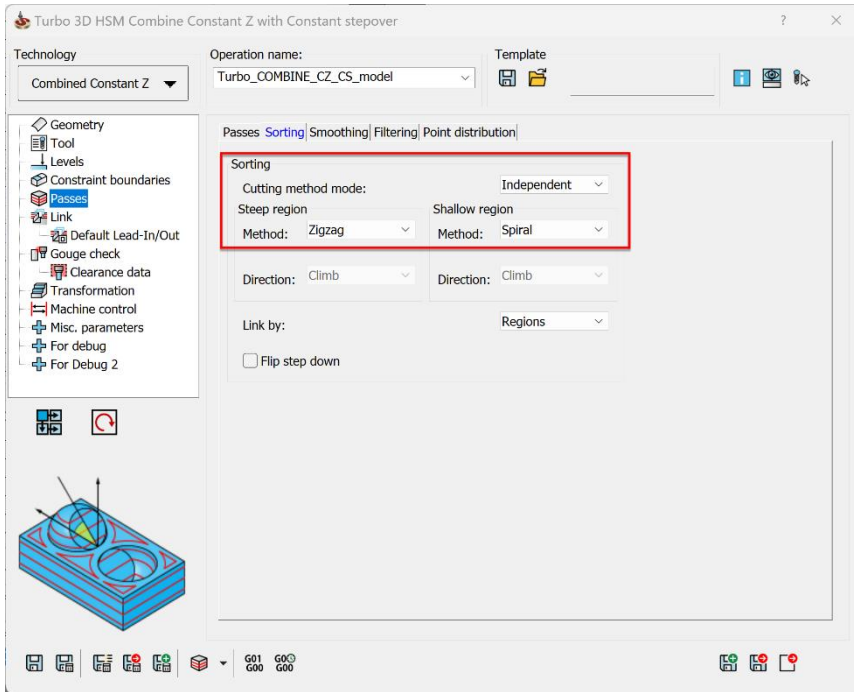 Turbo 3D HSM Combine Constant Z with Constant stepover
?
Technology
Operation name:
Template
Combined Constant Z
Turbo_COMBINE_CZ_CS_model
Geometry
Tool
Levels
Constraint boundaries
Passes
Link
Default Lead-In/Out
Gouge check
Clearance data
Transformation
Machine control
Misc. parameters
For debug
For Debug 2
Passes Sorting Smoothing Filtering Point distribution
Sorting
Cutting method mode: Independent
Steep region
Method: Zigzag
Shallow region
Method: Spiral
Direction: Climb
Direction: Climb
Link by: Regions
Flip step down
G01 G00
G00 G00